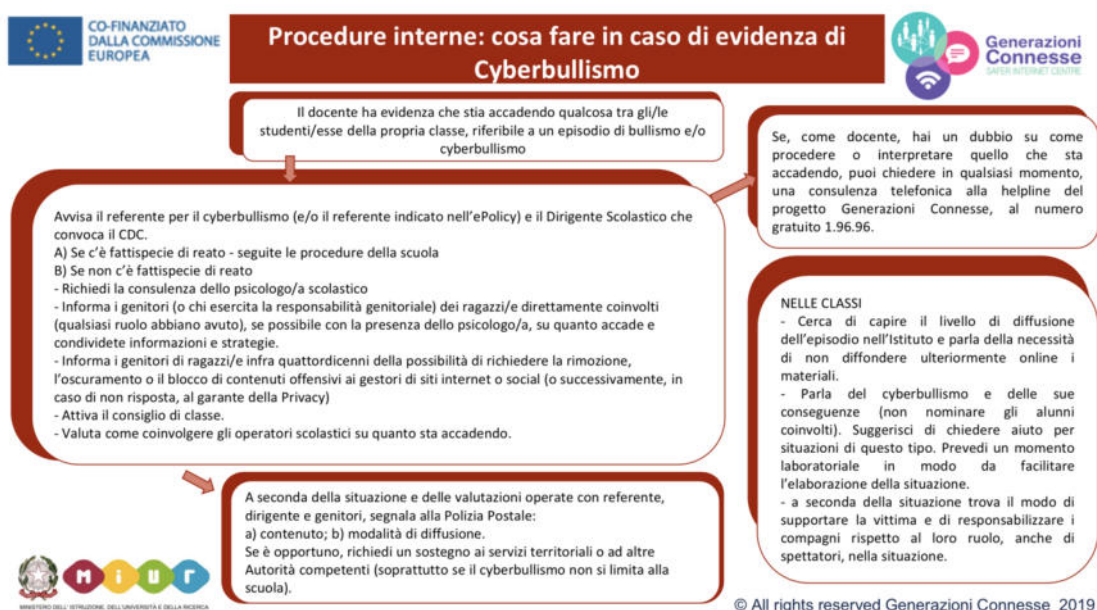 CO-FINANZIATO
DALLA COMMISSIONE
EUROPEA
Procedure interne: cosa fare in caso di evidenza di
Cyberbullismo
Generazioni
Connesse
SAFER INTERNET CENTRE
Il docente ha evidenza che stia accadendo qualcosa tra gli/le
studenti/esse della propria classe, riferibile a un episodio di bullismo e/o
cyberbullismo
Se, come docente, hai un dubbio su come
procedere o interpretare quello che sta
accadendo, puoi chiedere in qualsiasi momento,
una consulenza telefonica alla helpline del
progetto Generazioni Connesse, al numero
gratuito 1.96.96.
Avvisa il referente per il cyberbullismo (e/o il referente indicato nell'ePolicy) e il Dirigente Scolastico che
convoca il CDC.
A) Se c'è fattispecie di reato - seguite le procedure della scuola
B) Se non c'è fattispecie di reato
- Richiedi la consulenza dello psicologo/a scolastico
- Informa i genitori (o chi esercita la responsabilità genitoriale) dei ragazzi/e direttamente coinvolti
(qualsiasi ruolo abbiano avuto), se possibile con la presenza dello psicologo/a, su quanto accade e
condividete informazioni e strategie.
- Informa i genitori di ragazzi/e infra quattordicenni della possibilità di richiedere la rimozione,
l'oscuramento o il blocco di contenuti offensivi ai gestori di siti internet o social (o successivamente, in
caso di non risposta, al garante della Privacy)
- Attiva il consiglio di classe.
- Valuta come coinvolgere gli operatori scolastici su quanto sta accadendo.
NELLE CLASSI
- Cerca di capire il livello di diffusione
dell'episodio nell'Istituto e parla della necessità
di non diffondere ulteriormente online i
materiali.
- Parla del cyberbullismo e delle sue
conseguenze (non nominare gli alunni
coinvolti). Suggerisci di chiedere aiuto per
situazioni di questo tipo. Prevedi un momento
laboratoriale in modo da facilitare
l'elaborazione della situazione.
- a seconda della situazione trova il modo di
supportare la vittima e di responsabilizzare i
compagni rispetto al loro ruolo, anche di
spettatori, nella situazione.
A seconda della situazione e delle valutazioni operate con referente,
dirigente e genitori, segnala alla Polizia Postale:
a) contenuto; b) modalità di diffusione.
Se è opportuno, richiedi un sostegno ai servizi territoriali o ad altre
Autorità competenti (soprattutto se il cyberbullismo non si limita alla
scuola).
MIUR
MINISTERO DELL'ISTRUZIONE, DELL'UNIVERSITÀ E DELLA RICERCA
© All rights reserved Generazioni Connesse 2019